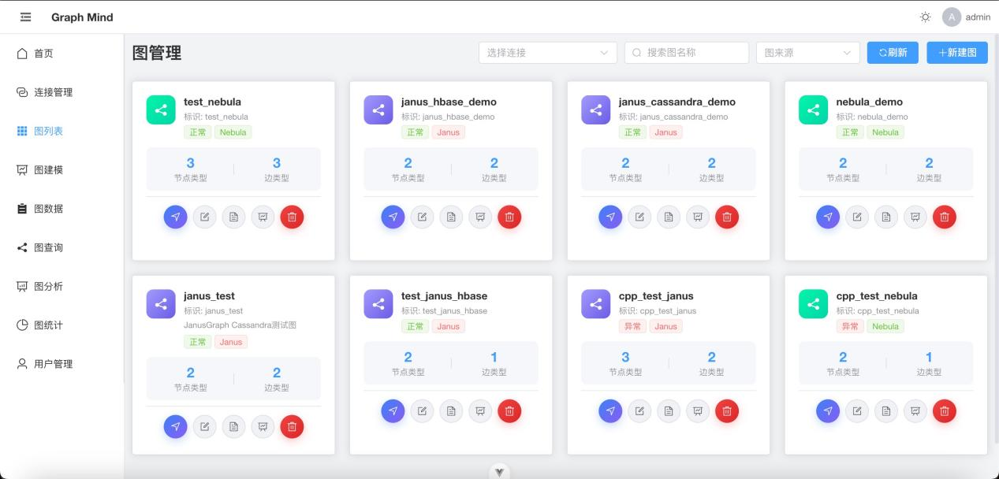 Graph Mind
A admin
首页
连接管理
图列表
图建模
图数据
图查询
图分析
图统计
用户管理
图管理
选择连接
搜索图名称
图来源
刷新
新建图
test_nebula
标识: test_nebula
正常 Nebula
3 3
节点类型 边类型
janus_hbase_demo
标识: janus_hbase_demo
正常 Janus
2 2
节点类型 边类型
janus_cassandra_demo
标识: janus_cassandra_demo
正常 Janus
2 2
节点类型 边类型
nebula_demo
标识: nebula_demo
正常 Nebula
2 2
节点类型 边类型
janus_test
标识: janus_test
JanusGraph Cassandra测试图
正常 Janus
2 2
节点类型 边类型
test_janus_hbase
标识: test_janus_hbase
正常 Janus
2 1
节点类型 边类型
cpp_test_janus
标识: cpp_test_janus
异常 Janus
3 2
节点类型 边类型
cpp_test_nebula
标识: cpp_test_nebula
异常 Nebula
2 1
节点类型 边类型